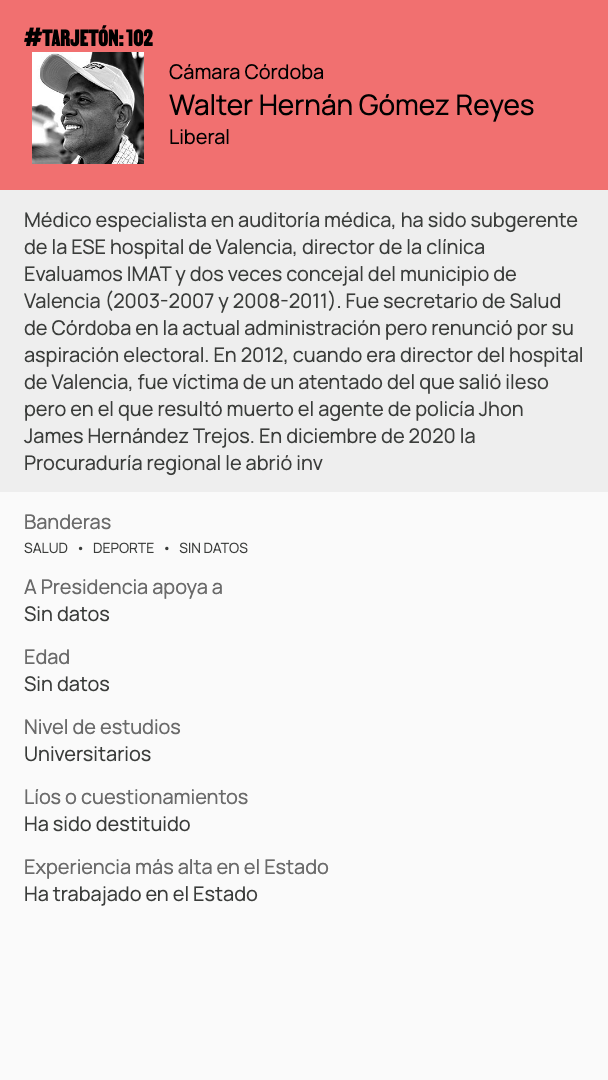 #TARJETÓN: 102
Cámara Córdoba
Walter Hernán Gómez Reyes
Liberal
Médico especialista en auditoría médica, ha sido subgerente
de la ESE hospital de Valencia, director de la clínica
Evaluamos IMAT y dos veces concejal del municipio de
Valencia (2003-2007 y 2008-2011). Fue secretario de Salud
de Córdoba en la actual administración pero renunció por su
aspiración electoral. En 2012, cuando era director del hospital
de Valencia, fue víctima de un atentado del que salió ileso
pero en el que resultó muerto el agente de policía Jhon
James Hernández Trejos. En diciembre de 2020 la
Procuraduría regional le abrió inv
Banderas
SALUD • DEPORTE • SIN DATOS
A Presidencia apoya a
Sin datos
Edad
Sin datos
Nivel de estudios
Universitarios
Líos o cuestionamientos
Ha sido destituido
Experiencia más alta en el Estado
Ha trabajado en el Estado